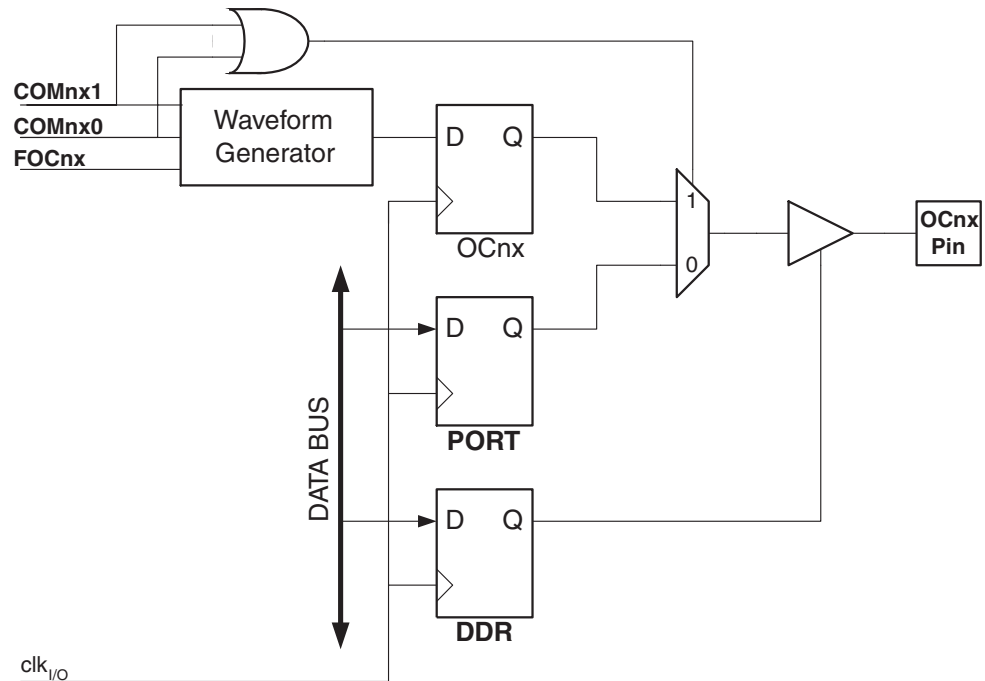 COMnx1
COMnx0
FOCnx
Waveform
Generator
D Q
OCnx
1
0
OCnx
Pin
D Q
PORT
DATA BUS
D Q
DDR
clkI/O